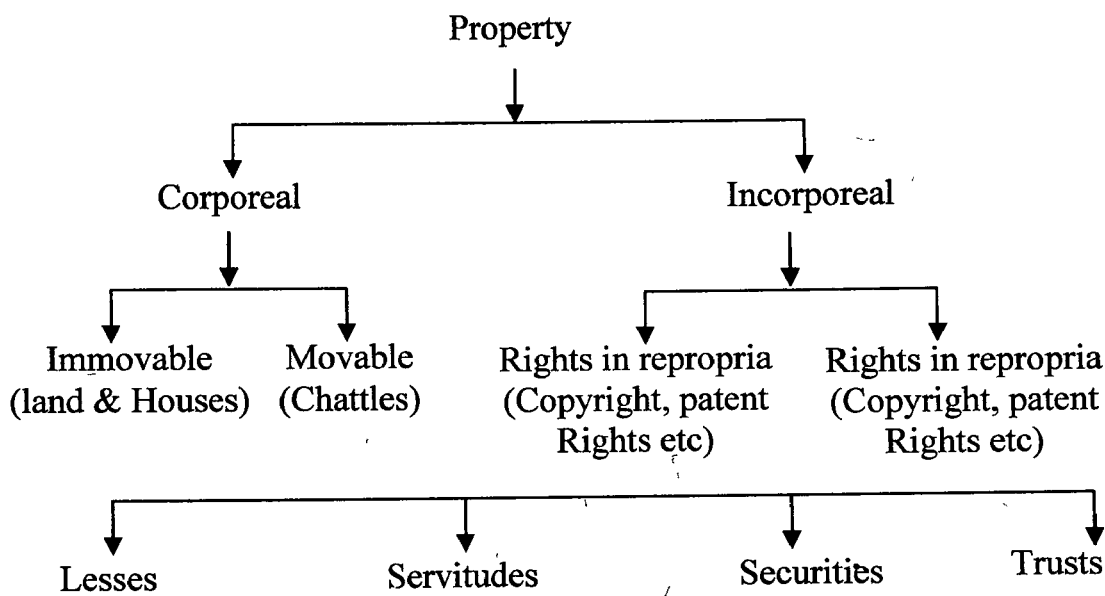 Property
Corporeal
Incorporeal
Immovable
(land & Houses)
Movable
(Chattles)
Rights in repropria
(Copyright, patent
Rights etc)
Rights in repropria
(Copyright, patent
Rights etc)
Lesses
Servitudes
Securities
Trusts